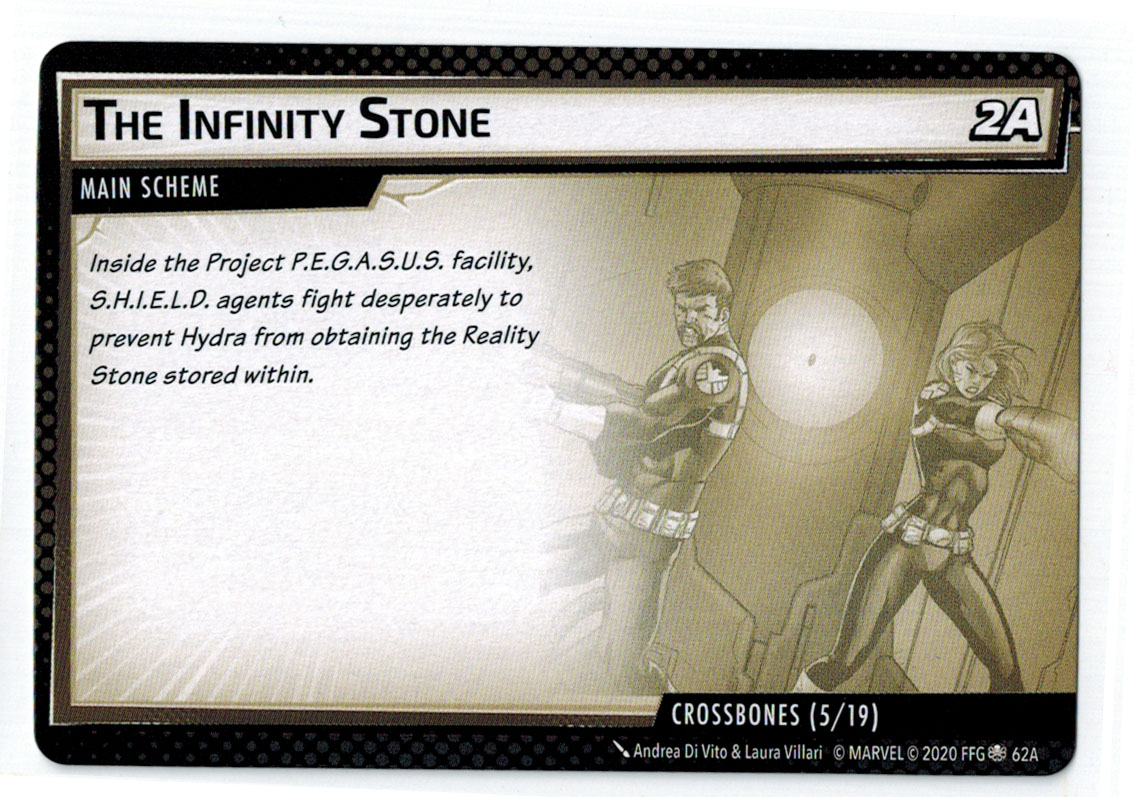 The Infinity Stone
2A
MAIN SCHEME
Inside the Project P.E.G.A.S.U.S. facility,
S.H.I.E.L.D. agents fight desperately to
prevent Hydra from obtaining the Reality
Stone stored within.
CROSSBONES (5/19)
Andrea Di Vito & Laura Villari © MARVEL © 2020 FFG 62A